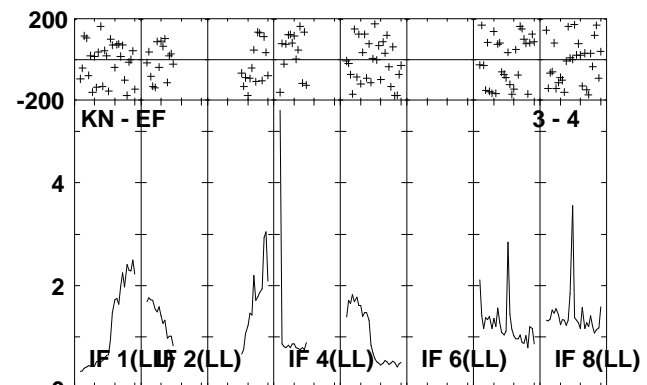 200
-200
KN - EF 3 - 4
4
2
IF 1(LL) IF 2(LL) IF 4(LL) IF 6(LL) IF 8(LL)
0